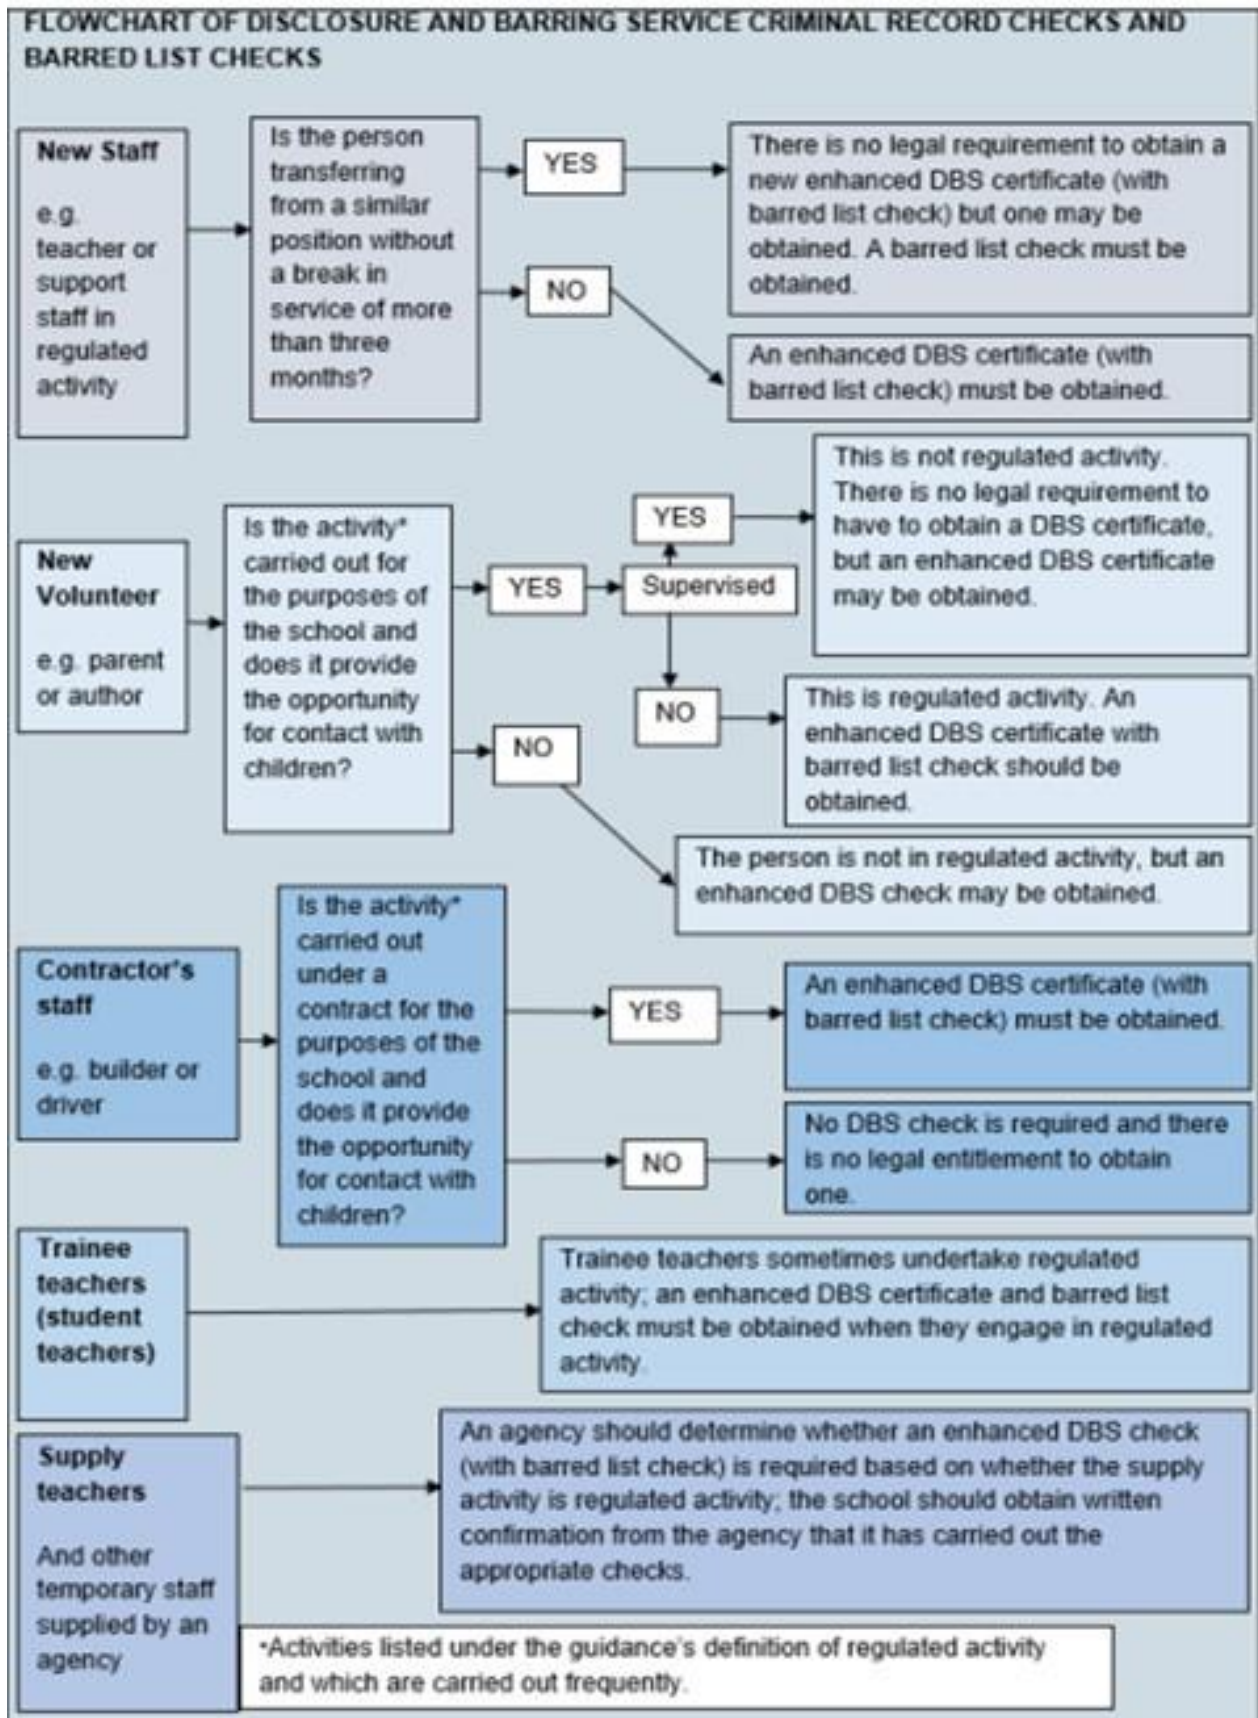 FLOWCHART OF DISCLOSURE AND BARRING SERVICE CRIMINAL RECORD CHECKS AND
BARRED LIST CHECKS
New Staff
e.g.
teacher or
support
staff in
regulated
activity
Is the person
transferring
from a similar
position without
a break in
service of more
than three
months?
YES
There is no legal requirement to obtain a
new enhanced DBS certificate (with
barred list check) but one may be
obtained. A barred list check must be
obtained.
NO
An enhanced DBS certificate (with
barred list check) must be obtained.
New
Volunteer
e.g. parent
or author
Is the activity*
carried out for
the purposes of
the school and
does it provide
the opportunity
for contact with
children?
YES
Supervised
YES
This is not regulated activity.
There is no legal requirement to
have to obtain a DBS certificate,
but an enhanced DBS certificate
may be obtained.
NO
This is regulated activity. An
enhanced DBS certificate with
barred list check should be
obtained.
NO
The person is not in regulated activity, but an
enhanced DBS check may be obtained.
Contractor's
staff
e.g. builder or
driver
Is the activity*
carried out
under a
contract for the
purposes of the
school and
does it provide
the opportunity
for contact with
children?
YES
An enhanced DBS certificate (with
barred list check) must be obtained.
NO
No DBS check is required and there
is no legal entitlement to obtain
one.
Trainee
teachers
(student
teachers)
Trainee teachers sometimes undertake regulated
activity; an enhanced DBS certificate and barred list
check must be obtained when they engage in regulated
activity.
Supply
teachers
And other
temporary staff
supplied by an
agency
An agency should determine whether an enhanced DBS check
(with barred list check) is required based on whether the supply
activity is regulated activity; the school should obtain written
confirmation from the agency that it has carried out the
appropriate checks.
*Activities listed under the guidance's definition of regulated activity
and which are carried out frequently.